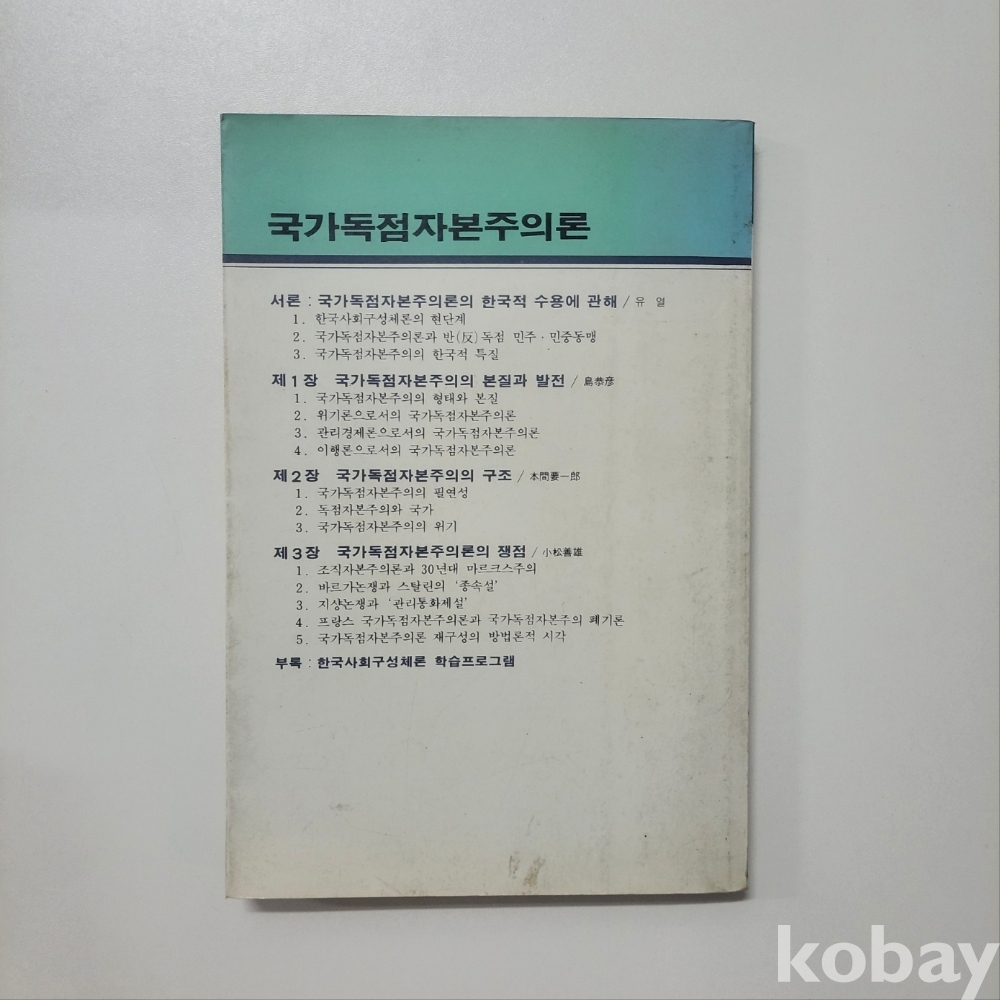 국가독점자본주의론
서론 : 국가독점자본주의론의 한국적 수용에 관해 / 유 열
1. 한국사회구성체론의 현단계
2. 국가독점자본주의론과 반(反)독점 민주 · 민중동맹
3. 국가독점자본주의의 한국적 특질
제1장 국가독점자본주의의 본질과 발전 / 島恭彦
1. 국가독점자본주의의 형태와 본질
2. 위기론으로서의 국가독점자본주의론
3. 관리경제론으로서의 국가독점자본주의론
4. 이행론으로서의 국가독점자본주의론
제2장 국가독점자본주의의 구조 / 本間要一郎
1. 국가독점자본주의의 필연성
2. 독점자본주의와 국가
3. 국가독점자본주의의 위기
제3장 국가독점자본주의론의 쟁점 / 小松善雄
1. 조직자본주의론과 30년대 마르크스주의
2. 바르가논쟁과 스탈린의 '종속설'
3. 지샹논쟁과 '관리통화제설'
4. 프랑스 국가독점자본주의론과 국가독점자본주의 폐기론
5. 국가독점자본주의론 재구성의 방법론적 시각
부록 : 한국사회구성체론 학습프로그램
kobay